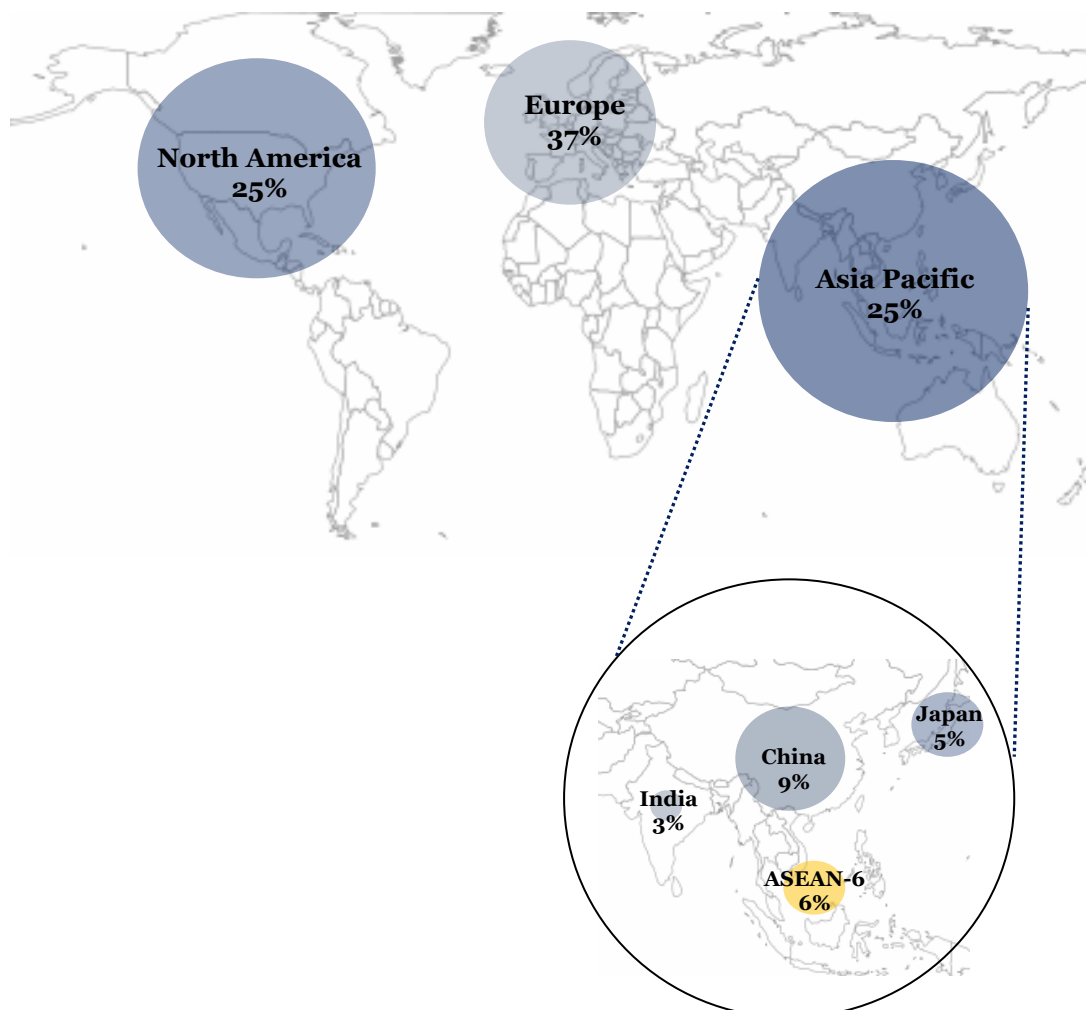 Europe
37%
North America
25%
Asia Pacific
25%
Japan
5%
China
9%
India
3%
ASEAN-6
6%